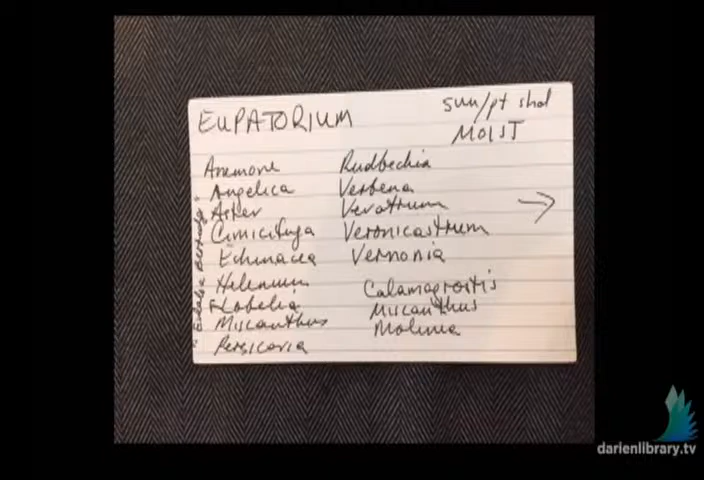 EUPATORIUM
sun/pt shd
MOIST
Anemone
Angelica
Aster
Cimicifuga
Echinacea
Helenium
Lobelia
Miscanthus
Persicaria
Rudbechia
Verbena
Veratrum
Veronicastrum
Vernonia
Calamagrostis
Miscanthus
Molinia
→
darienlibrary.tv